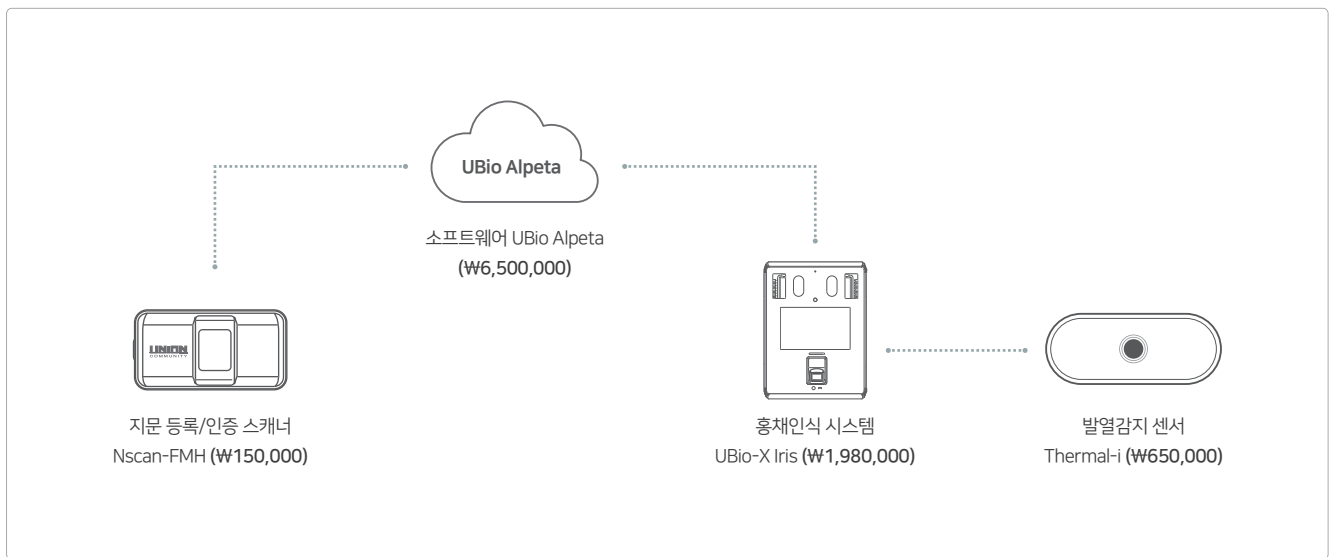 UBio Alpeta
소프트웨어 UBio Alpeta
(₩6,500,000)
UNION
COMMUNITY
지문 등록/인증 스캐너
Nscan-FMH (₩150,000)
홍채인식 시스템
UBio-X Iris (₩1,980,000)
발열감지 센서
Thermal-i (₩650,000)